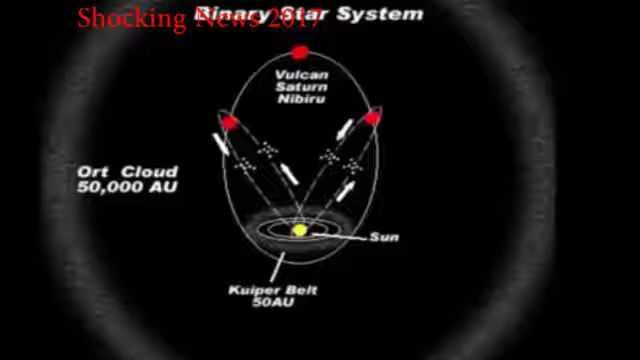 Shocking News 2017
Binary Star System
Vulcan
Saturn
Nibiru
Ort Cloud
50,000 AU
Sun
Kuiper Belt
50AU